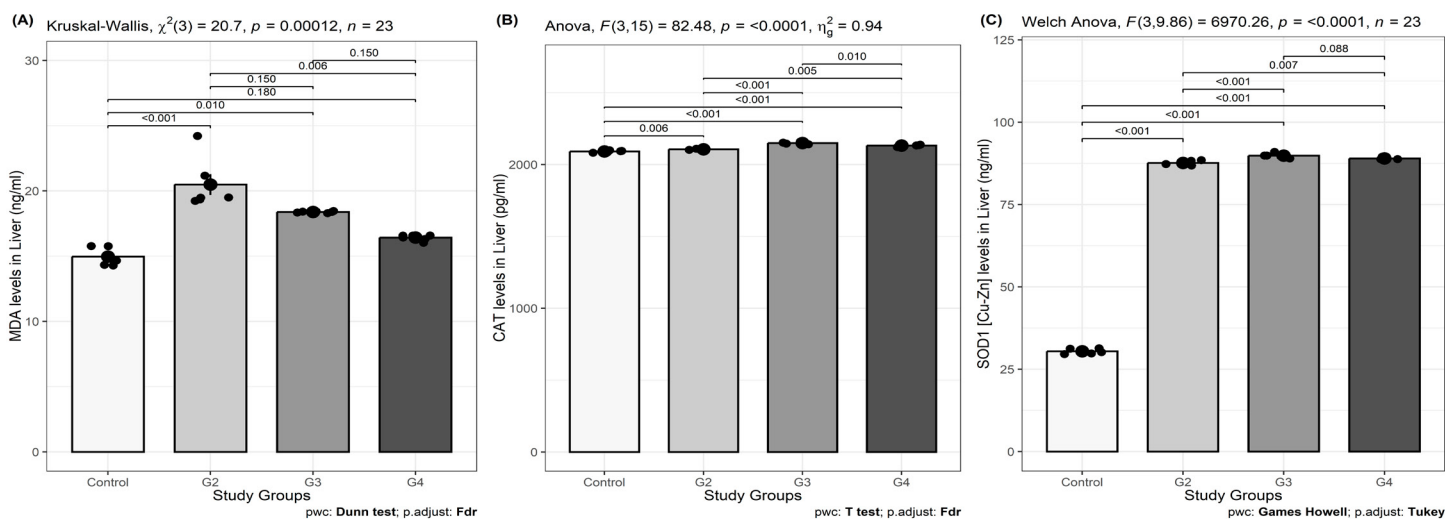 (A)
Kruskal-Wallis, χ²(3) = 20.7, p = 0.00012, n = 23
MDA levels in Liver (ng/ml)
30
20
10
0
0.150
0.006
0.150
0.180
0.010
<0.001
Control G2 G3 G4
Study Groups
pwc: Dunn test; p.adjust: Fdr
(B)
Anova, F(3,15) = 82.48, p = <0.0001, η²g = 0.94
CAT levels in Liver (pg/ml)
2000
1000
0
0.010
0.005
<0.001
<0.001
<0.001
0.006
Control G2 G3 G4
Study Groups
pwc: T test; p.adjust: Fdr
(C)
Welch Anova, F(3,9.86) = 6970.26, p = <0.0001, n = 23
SOD1 [Cu-Zn] levels in Liver (ng/ml)
125
100
75
50
25
0
0.088
0.007
<0.001
<0.001
<0.001
<0.001
Control G2 G3 G4
Study Groups
pwc: Games Howell; p.adjust: Tukey